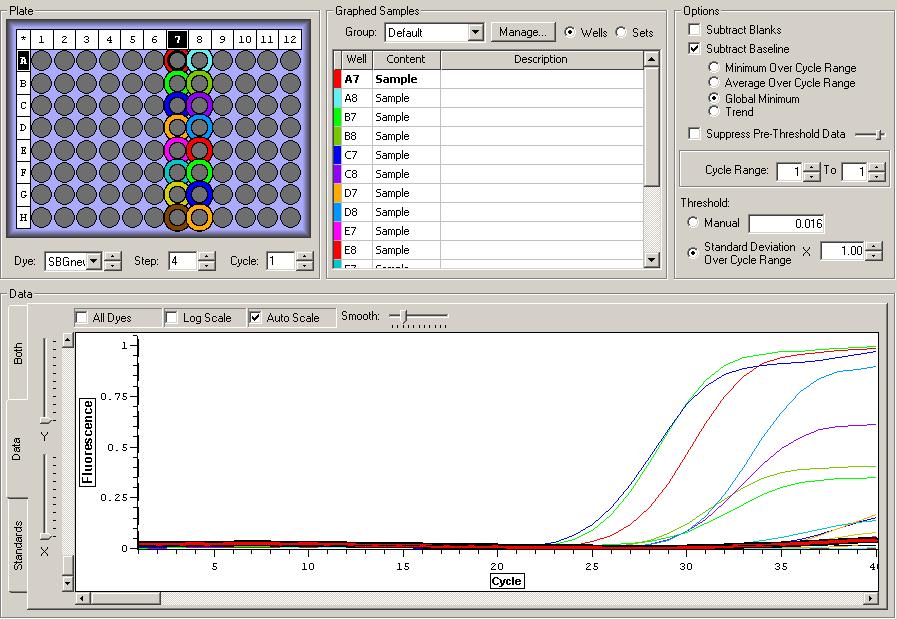 Plate
* 1 2 3 4 5 6 7 8 9 10 11 12
A
B
C
D
E
F
G
H
Dye: SBGnew Step: 4 Cycle: 1
Graphed Samples
Group: Default Manage... Wells Sets
Well Content Description
A7 Sample
A8 Sample
B7 Sample
B8 Sample
C7 Sample
C8 Sample
D7 Sample
D8 Sample
E7 Sample
E8 Sample
F7 Sample
Options
Subtract Blanks
Subtract Baseline
Minimum Over Cycle Range
Average Over Cycle Range
Global Minimum
Trend
Suppress Pre-Threshold Data
Cycle Range: 1 To 1
Threshold:
Manual 0.016
Standard Deviation
Over Cycle Range X 1.00
Data
All Dyes Log Scale Auto Scale Smooth:
Both
Data
Standards
Y
X
Fluorescence
1
0.75
0.5
0.25
0
5 10 15 20 25 30 35 40
Cycle